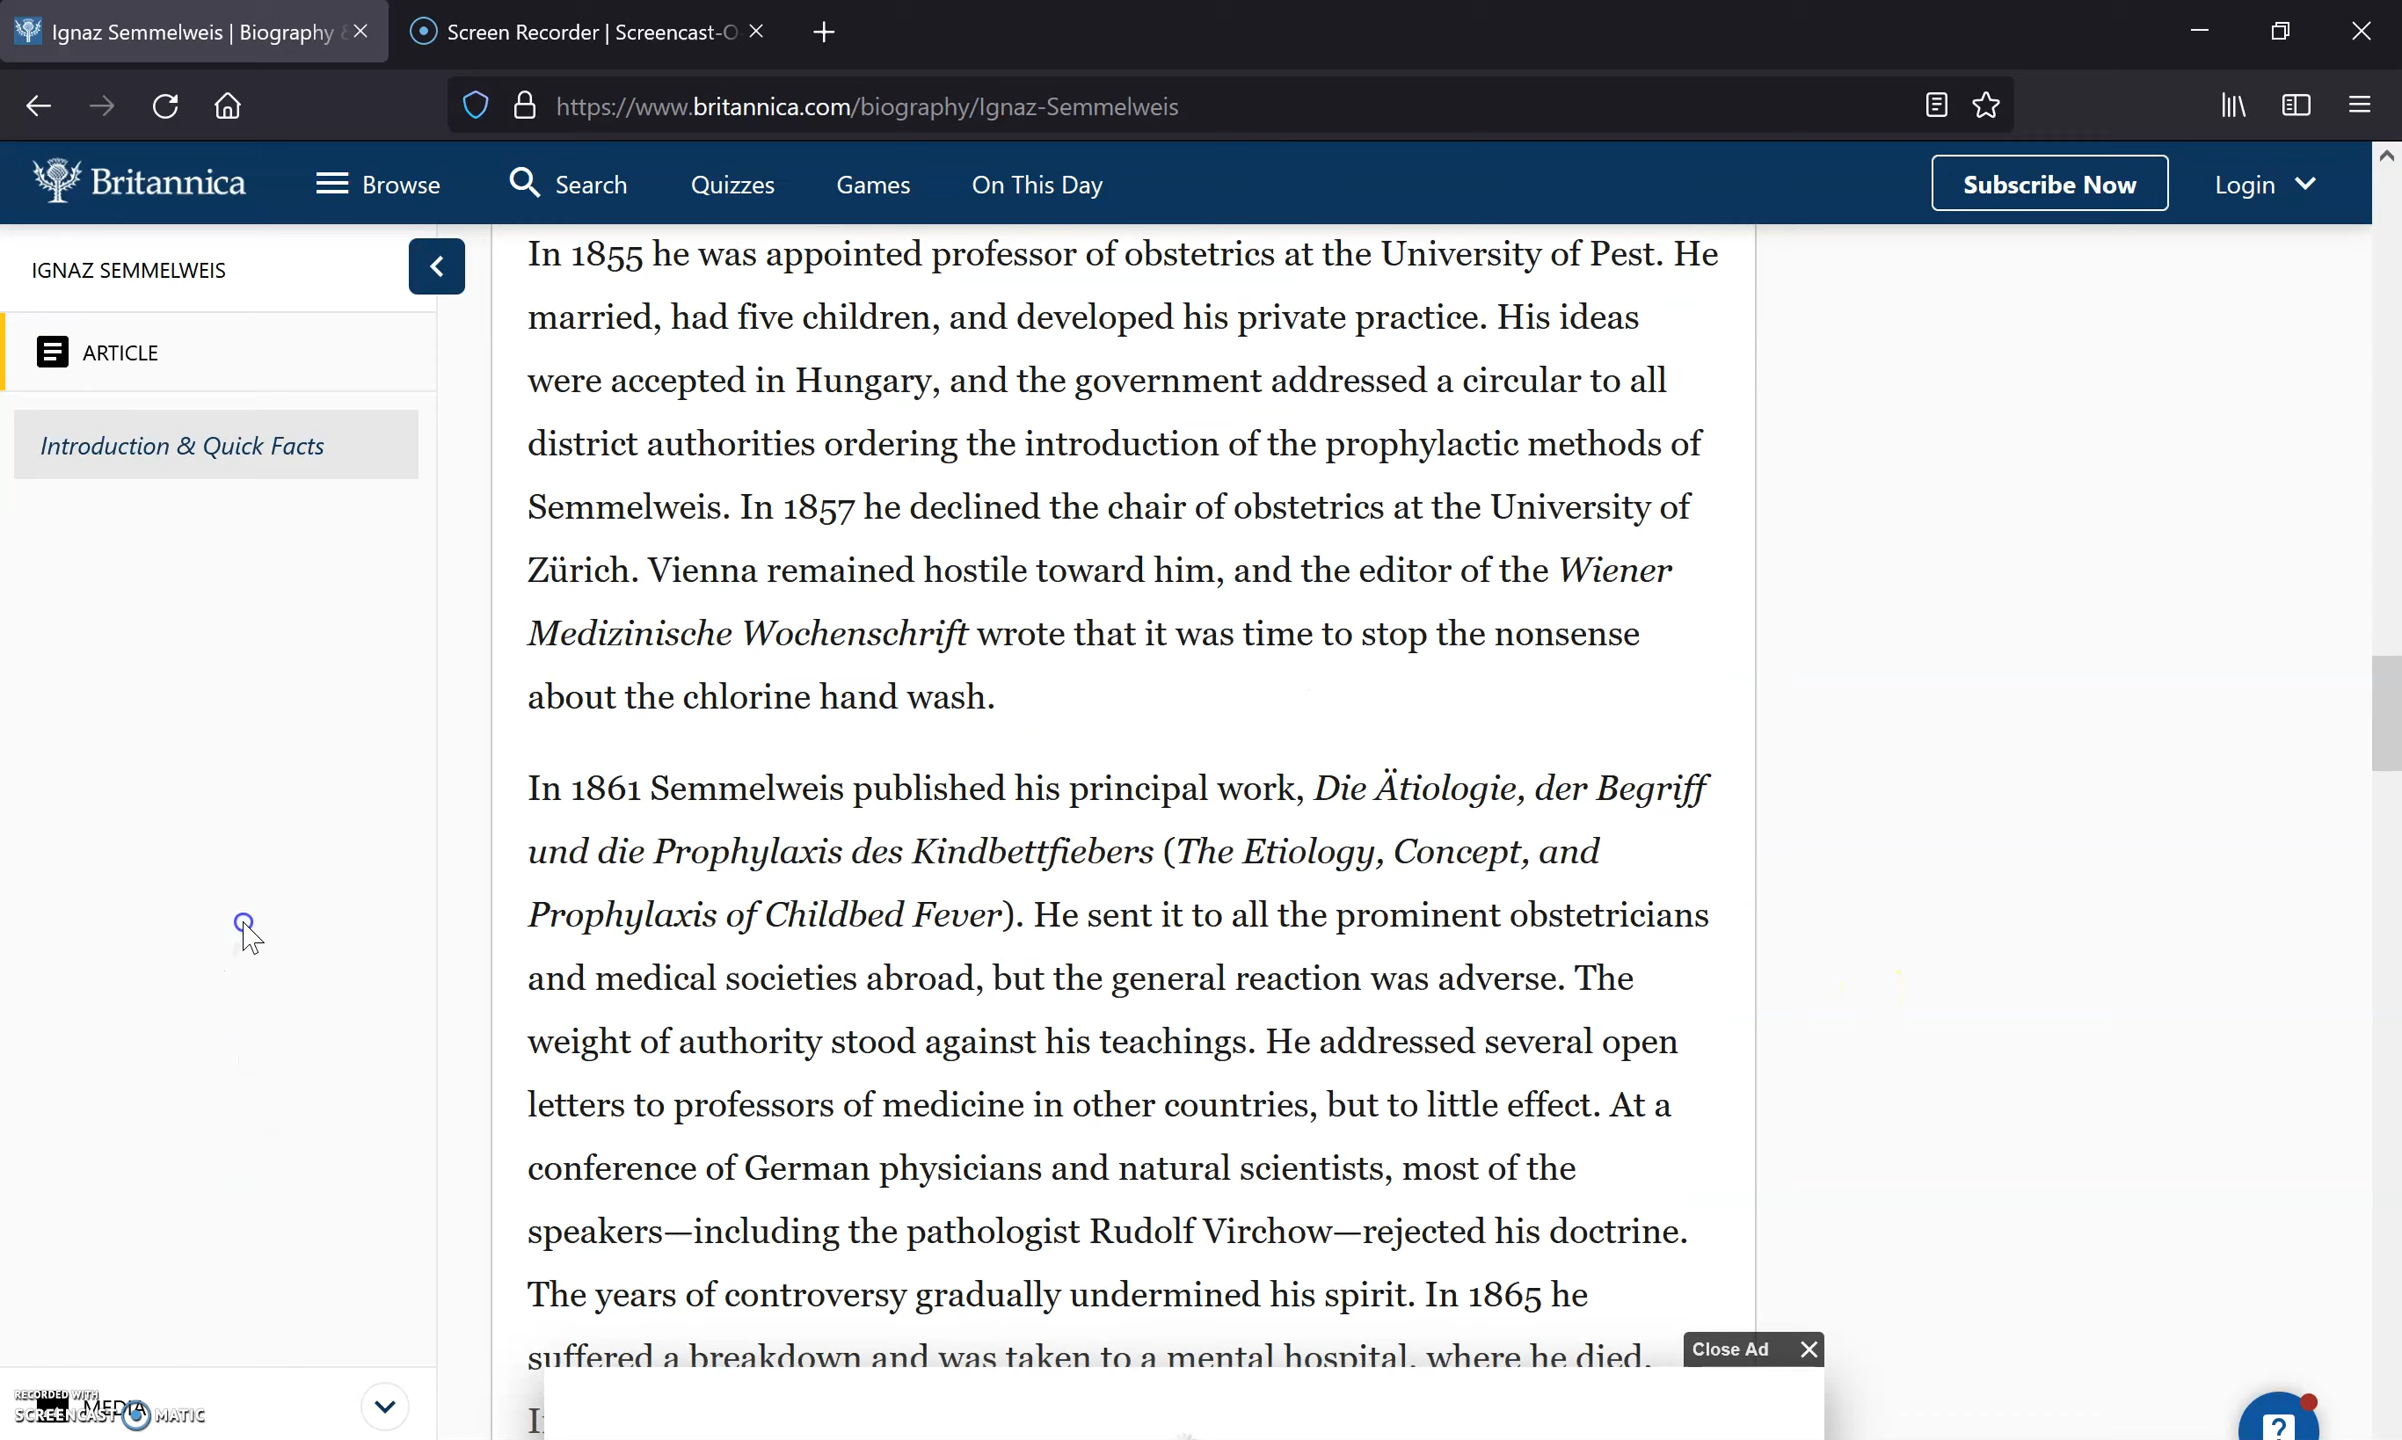 Ignaz Semmelweis | Biography &
Screen Recorder | Screencast-O
https://www.britannica.com/biography/Ignaz-Semmelweis
Britannica
Browse
Search
Quizzes
Games
On This Day
Subscribe Now
Login
IGNAZ SEMMELWEIS
ARTICLE
Introduction & Quick Facts
In 1855 he was appointed professor of obstetrics at the University of Pest. He
married, had five children, and developed his private practice. His ideas
were accepted in Hungary, and the government addressed a circular to all
district authorities ordering the introduction of the prophylactic methods of
Semmelweis. In 1857 he declined the chair of obstetrics at the University of
Zürich. Vienna remained hostile toward him, and the editor of the Wiener
Medizinische Wochenschrift wrote that it was time to stop the nonsense
about the chlorine hand wash.
In 1861 Semmelweis published his principal work, Die Ätiologie, der Begriff
und die Prophylaxis des Kindbettfiebers (The Etiology, Concept, and
Prophylaxis of Childbed Fever). He sent it to all the prominent obstetricians
and medical societies abroad, but the general reaction was adverse. The
weight of authority stood against his teachings. He addressed several open
letters to professors of medicine in other countries, but to little effect. At a
conference of German physicians and natural scientists, most of the
speakers—including the pathologist Rudolf Virchow—rejected his doctrine.
The years of controversy gradually undermined his spirit. In 1865 he
suffered a breakdown and was taken to a mental hospital, where he died.
Close Ad
MEDIA
RECORDED WITH
SCREENCAST MATIC